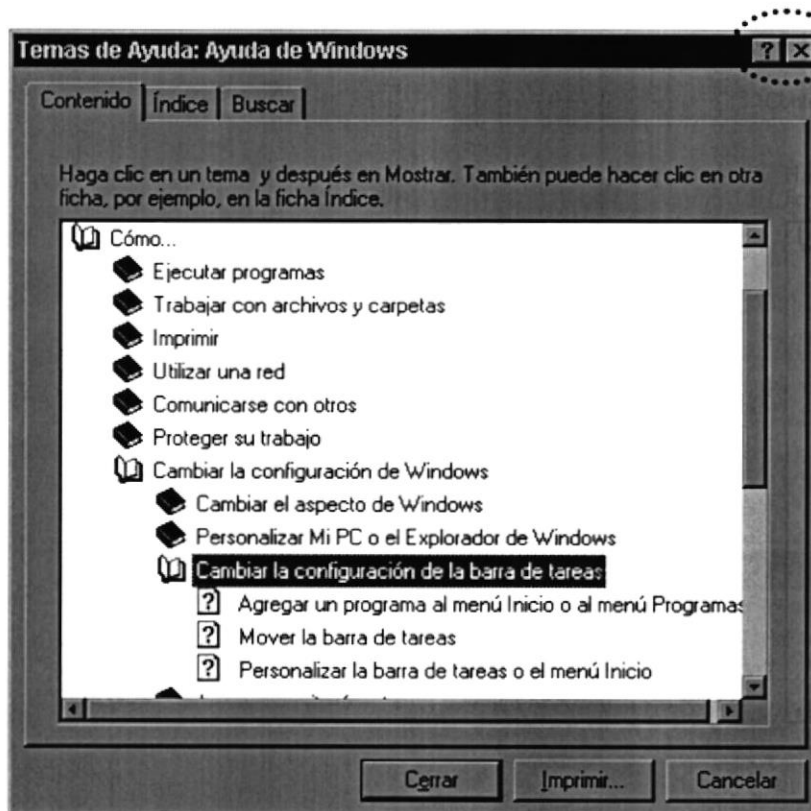 Temas de Ayuda: Ayuda de Windows
Contenido Índice Buscar
Haga clic en un tema y después en Mostrar. También puede hacer clic en otra
ficha, por ejemplo, en la ficha Índice.
Cómo...
Ejecutar programas
Trabajar con archivos y carpetas
Imprimir
Utilizar una red
Comunicarse con otros
Proteger su trabajo
Cambiar la configuración de Windows
Cambiar el aspecto de Windows
Personalizar Mi PC o el Explorador de Windows
Cambiar la configuración de la barra de tareas
? Agregar un programa al menú Inicio o al menú Programas
? Mover la barra de tareas
? Personalizar la barra de tareas o el menú Inicio
Cerrar Imprimir... Cancelar